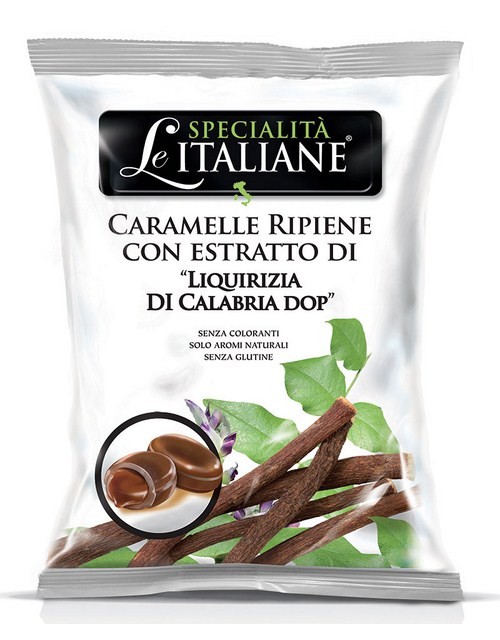 SPECIALITÀ
Le ITALIANE®
CARAMELLE RIPIENE
CON ESTRATTO DI
"LIQUIRIZIA
DI CALABRIA DOP"
SENZA COLORANTI
SOLO AROMI NATURALI
SENZA GLUTINE